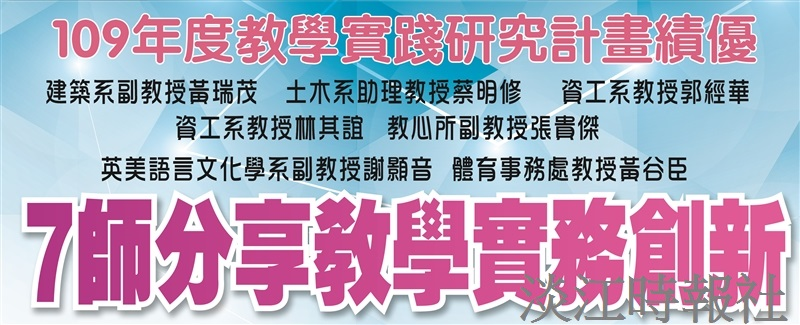 109年度教學實踐研究計畫績優
建築系副教授黃瑞茂 土木系助理教授蔡明修 資工系教授郭經華
資工系教授林其誼 教心所副教授張貴傑
英美語言文化學系副教授謝顥音 體育事務處教授黃谷臣
7師分享教學實務創新
淡江時報社